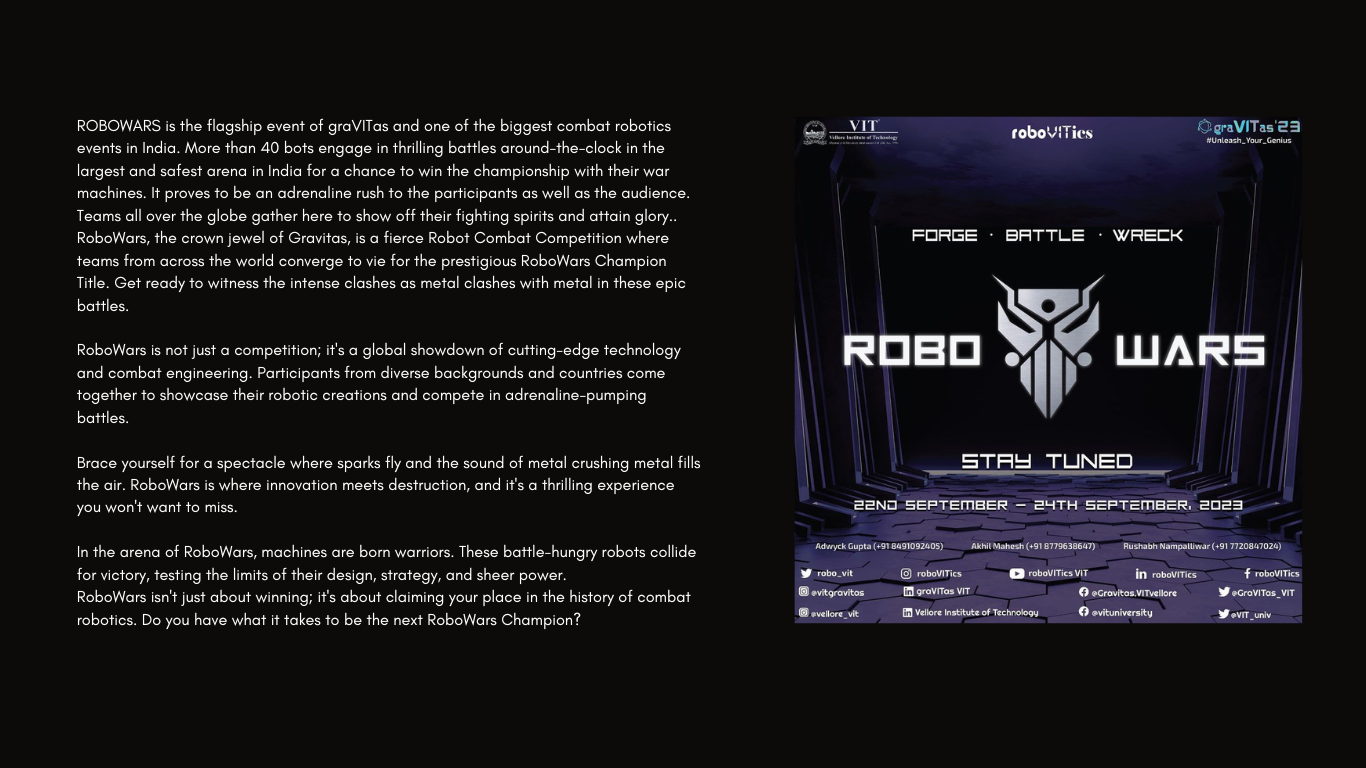 ROBOWARS is the flagship event of graVITas and one of the biggest combat robotics
events in India. More than 40 bots engage in thrilling battles around-the-clock in the
largest and safest arena in India for a chance to win the championship with their war
machines. It proves to be an adrenaline rush to the participants as well as the audience.
Teams all over the globe gather here to show off their fighting spirits and attain glory..
RoboWars, the crown jewel of Gravitas, is a fierce Robot Combat Competition where
teams from across the world converge to vie for the prestigious RoboWars Champion
Title. Get ready to witness the intense clashes as metal clashes with metal in these epic
battles.
RoboWars is not just a competition; it's a global showdown of cutting-edge technology
and combat engineering. Participants from diverse backgrounds and countries come
together to showcase their robotic creations and compete in adrenaline-pumping
battles.
Brace yourself for a spectacle where sparks fly and the sound of metal crushing metal fills
the air. RoboWars is where innovation meets destruction, and it's a thrilling experience
you won't want to miss.
In the arena of RoboWars, machines are born warriors. These battle-hungry robots collide
for victory, testing the limits of their design, strategy, and sheer power.
RoboWars isn't just about winning; it's about claiming your place in the history of combat
robotics. Do you have what it takes to be the next RoboWars Champion?
VIT
Vellore Institute of Technology
roboVITics
graVITas'23
#Unleash_Your_Genius
FORGE · BATTLE · WRECK
ROBO WARS
STAY TUNED
22ND SEPTEMBER – 24TH SEPTEMBER, 2023
Adwyck Gupta (+91 8491092405) Akhil Mahesh (+91 8779638647) Rushabh Nampalliwar (+91 7720847024)
robo_vit roboVITics roboVITics VIT roboVITics roboVITics
@vitgravitas graVITas VIT @Gravitas.VITvellore @GraVITas_VIT
@vellore_vit Vellore Institute of Technology @vituniversity @VIT_univ